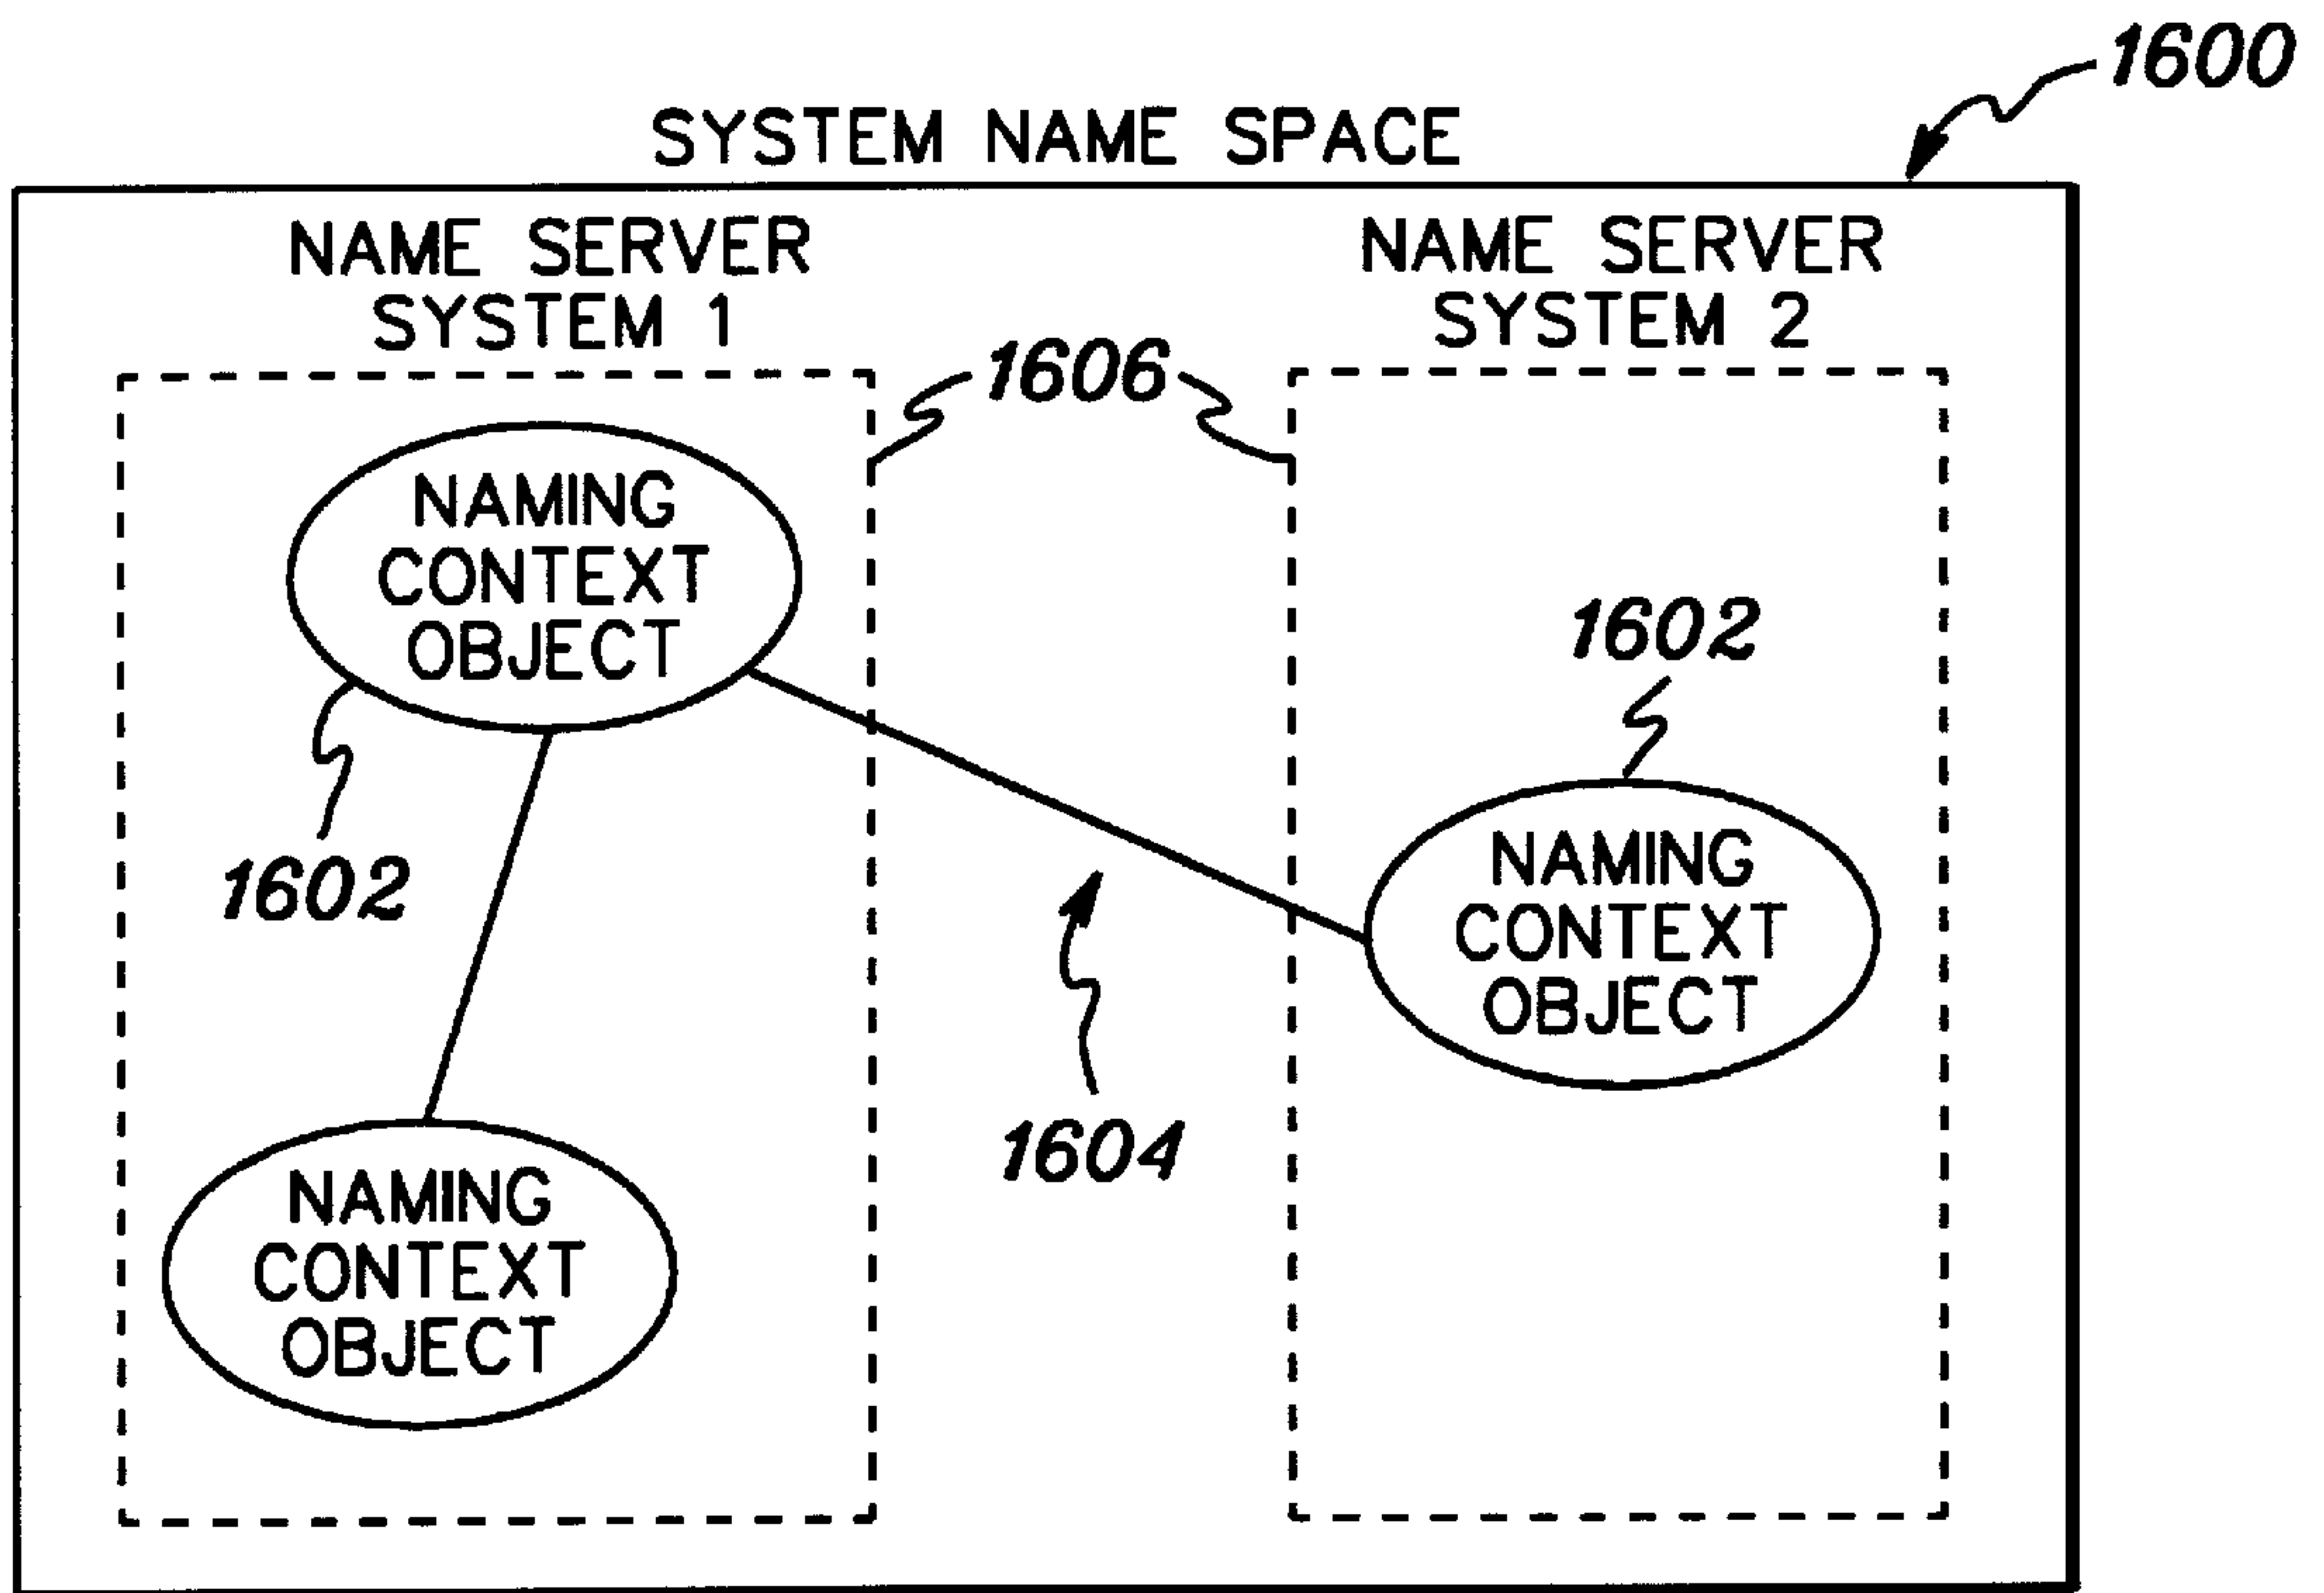 1600
SYSTEM NAME SPACE
NAME SERVER
SYSTEM 1
NAME SERVER
SYSTEM 2
1606
NAMING
CONTEXT
OBJECT
1602
1602
NAMING
CONTEXT
OBJECT
1604
NAMING
CONTEXT
OBJECT